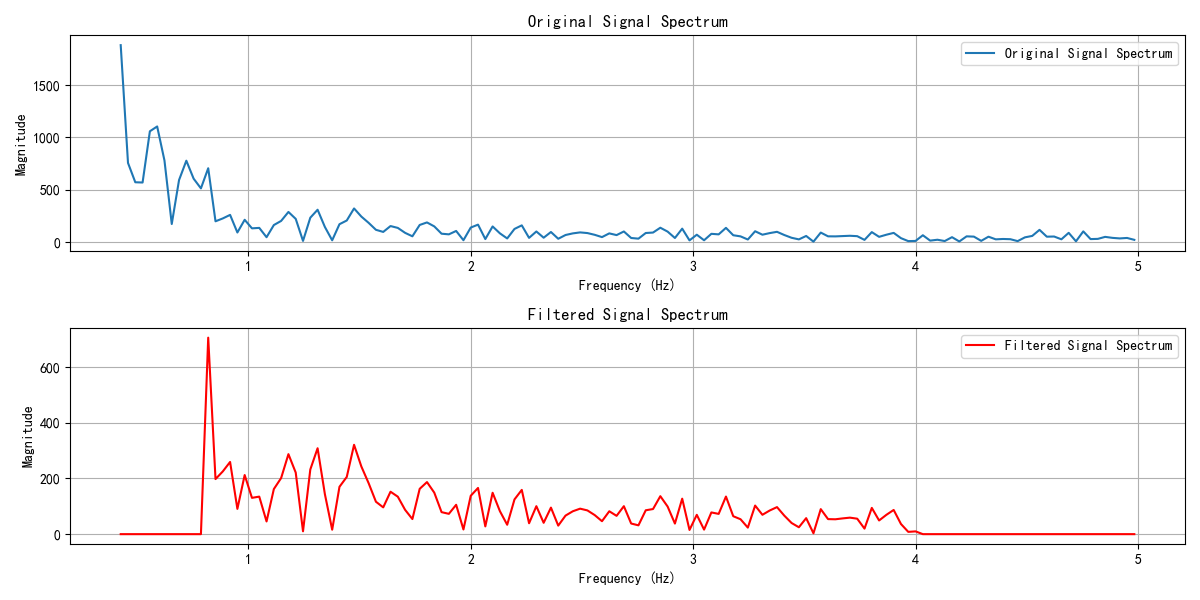 Original Signal Spectrum
Original Signal Spectrum
1500
1000
500
0
Magnitude
1 2 3 4 5
Frequency (Hz)
Filtered Signal Spectrum
Filtered Signal Spectrum
600
400
200
0
Magnitude
1 2 3 4 5
Frequency (Hz)